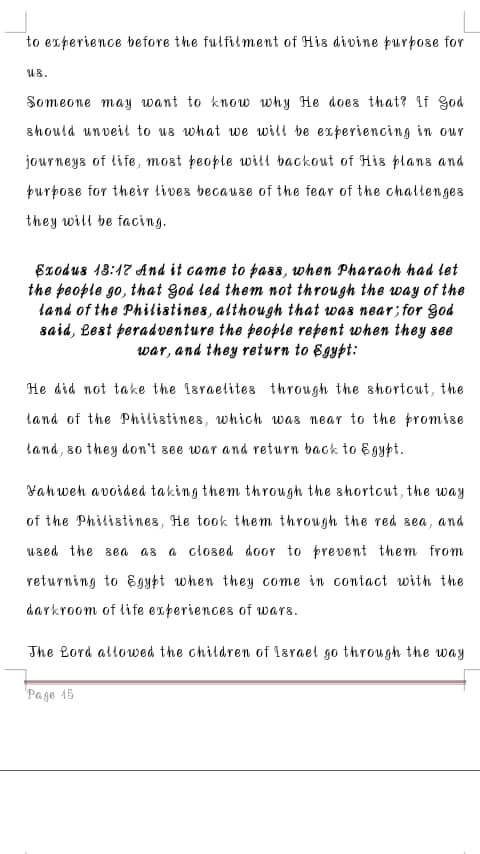 to experience before the fulfilment of His divine purpose for
us.
Someone may want to know why He does that? If God
should unveil to us what we will be experiencing in our
journeys of life, most people will backout of His plans and
purpose for their lives because of the fear of the challenges
they will be facing.
Exodus 13:17 And it came to pass, when Pharaoh had let
the people go, that God led them not through the way of the
land of the Philistines, although that was near; for God
said, Lest peradventure the people repent when they see
war, and they return to Egypt:
He did not take the Israelites through the shortcut, the
land of the Philistines, which was near to the promise
land, so they don't see war and return back to Egypt.
Yahweh avoided taking them through the shortcut, the way
of the Philistines, He took them through the red sea, and
used the sea as a closed door to prevent them from
returning to Egypt when they come in contact with the
darkroom of life experiences of wars.
The Lord allowed the children of Israel go through the way
Page 15